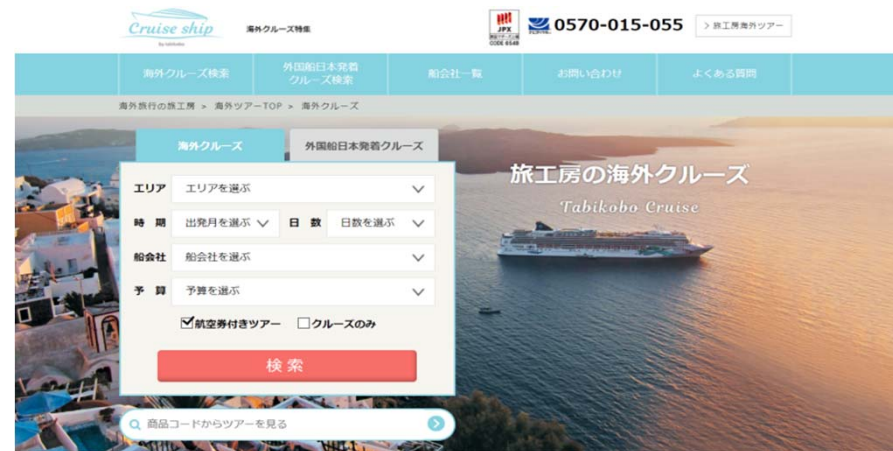 Cruise ship
By tabikobo
海外クルーズ特集
JPX
CODE 6548
0570-015-055
> 旅工房海外ツアー
海外クルーズ検索
外国船日本発着
クルーズ検索
船会社一覧
お問い合わせ
よくある質問
海外旅行の旅工房 > 海外ツアーTOP > 海外クルーズ
海外クルーズ
外国船日本発着クルーズ
エリア エリアを選ぶ
時 期 出発月を選ぶ 日 数 日数を選ぶ
船会社 船会社を選ぶ
予 算 予算を選ぶ
航空券付きツアー クルーズのみ
検索
商品コードからツアーを見る
旅工房の海外クルーズ
Tabikobo Cruise